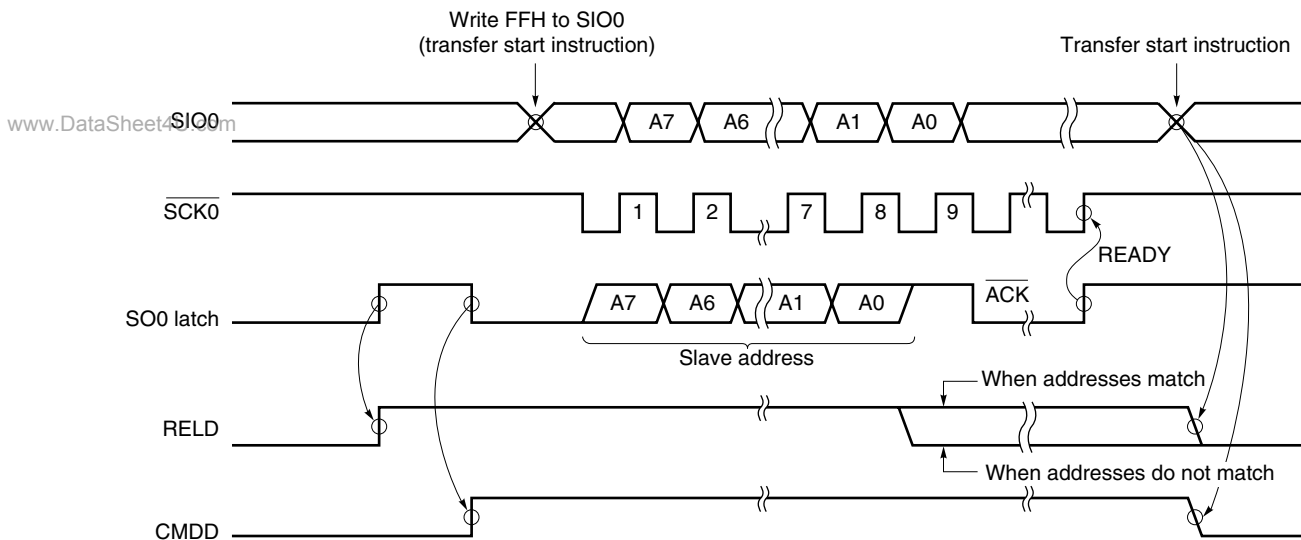 Write FFH to SIO0
(transfer start instruction)
Transfer start instruction
www.DataSheet4U.com
SIO0
A7 A6 A1 A0
SCK0
1 2 7 8 9
READY
SO0 latch
A7 A6 A1 A0 ACK
Slave address
When addresses match
RELD
When addresses do not match
CMDD